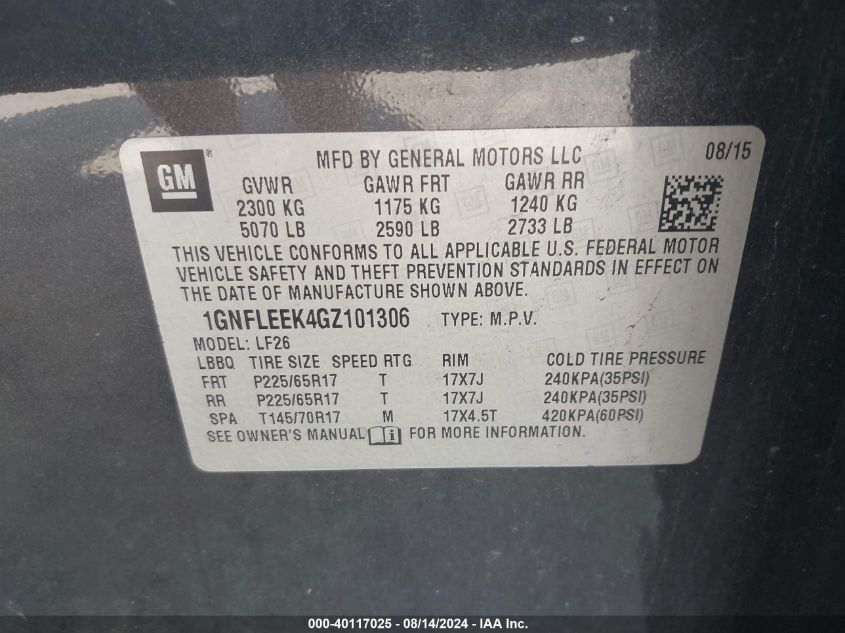 GM ® MFD BY GENERAL MOTORS LLC 08/15
GVWR GAWR FRT GAWR RR
2300 KG 1175 KG 1240 KG
5070 LB 2590 LB 2733 LB
THIS VEHICLE CONFORMS TO ALL APPLICABLE U.S. FEDERAL MOTOR
VEHICLE SAFETY AND THEFT PREVENTION STANDARDS IN EFFECT ON
THE DATE OF MANUFACTURE SHOWN ABOVE.
1GNFLEEK4GZ101306 TYPE: M.P.V.
MODEL: LF26
LBBQ TIRE SIZE SPEED RTG RIM COLD TIRE PRESSURE
FRT P225/65R17 T 17X7J 240KPA(35PSI)
RR P225/65R17 T 17X7J 240KPA(35PSI)
SPA T145/70R17 M 17X4.5T 420KPA(60PSI)
SEE OWNER'S MANUAL i FOR MORE INFORMATION.
000-40117025 - 08/14/2024 - IAA Inc.